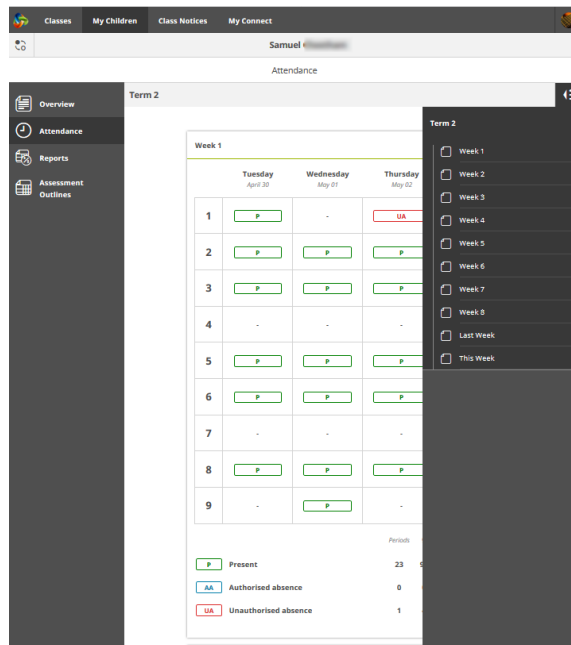 Classes My Children Class Notices My Connect
Samuel
Attendance
Term 2
Overview
Attendance
Reports
Assessment
Outlines
Week 1
Tuesday Wednesday Thursday
April 30 May 01 May 02
1 P - UA
2 P P P
3 P P P
4 - - -
5 P P P
6 P P P
7 - - -
8 P P P
9 - P -
Periods
P Present 23
AA Authorised absence 0
UA Unauthorised absence 1
Term 2
Week 1
Week 2
Week 3
Week 4
Week 5
Week 6
Week 7
Week 8
Last Week
This Week